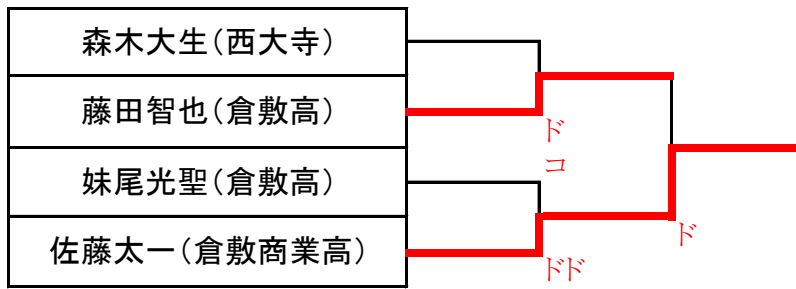 森木大生(西大寺)
藤田智也(倉敷高)
ド
コ
妹尾光聖(倉敷高)
ド
佐藤太一(倉敷商業高)
ドド